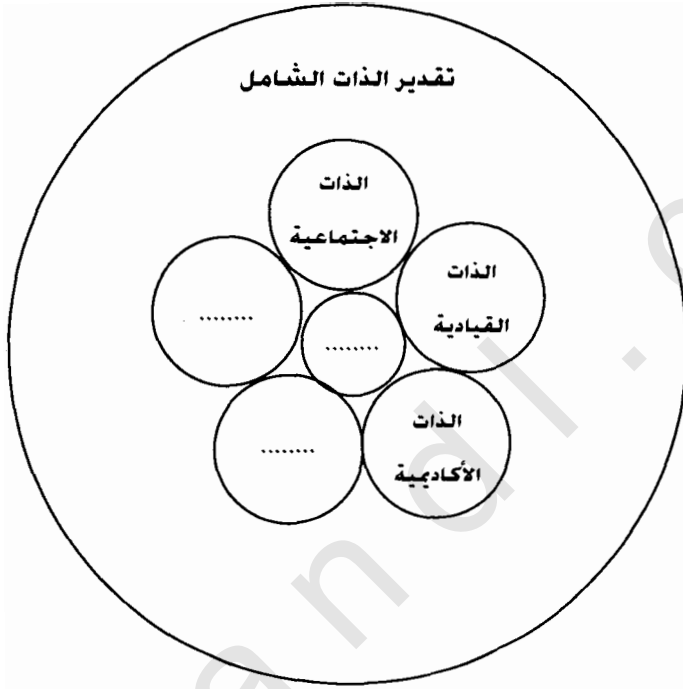 تقدير الذات الشامل
الذات
الاجتماعية
الذات
القيادية
........
........
الذات
الأكاديمية
........